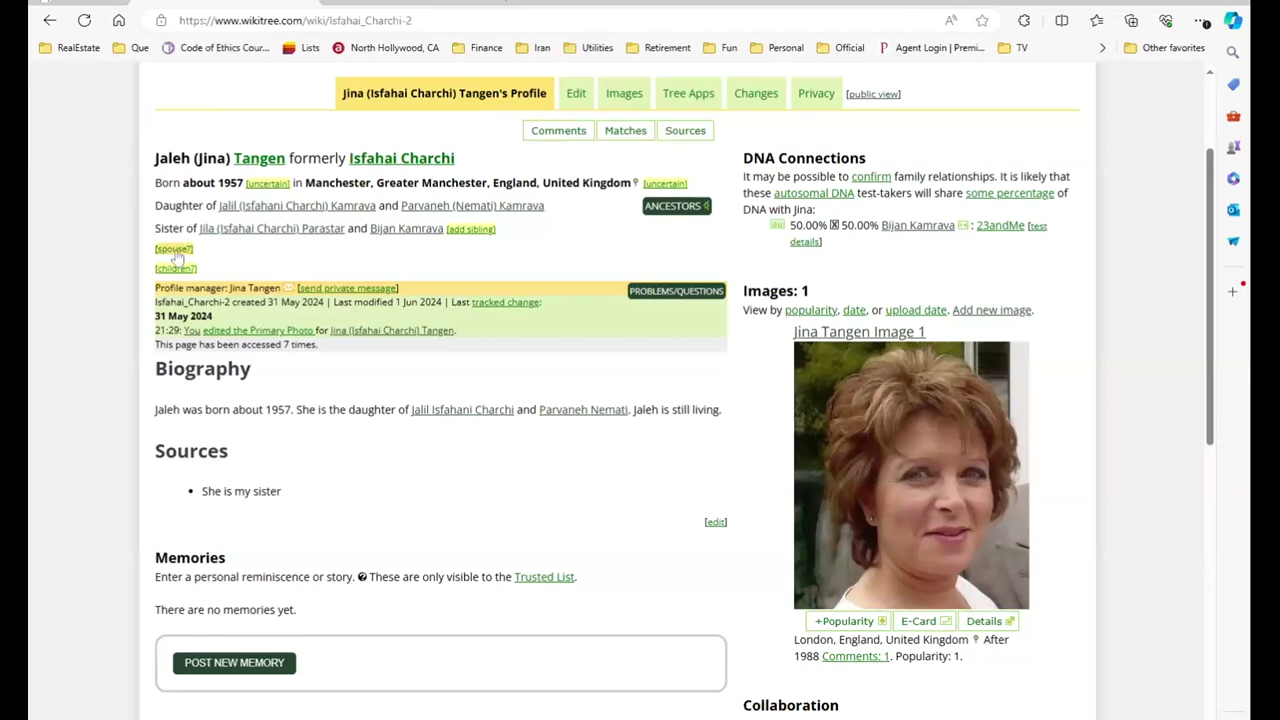 https://www.wikitree.com/wiki/Isfahai_Charchi-2
RealEstate Que Code of Ethics Cour... Lists North Hollywood, CA Finance Iran Utilities Retirement Fun Personal Official Agent Login | Premi... TV Other favorites
Jina (Isfahai Charchi) Tangen's Profile Edit Images Tree Apps Changes Privacy [public view]
Comments Matches Sources
Jaleh (Jina) Tangen formerly Isfahai Charchi
Born about 1957 [uncertain] in Manchester, Greater Manchester, England, United Kingdom [uncertain]
Daughter of Jalil (Isfahani Charchi) Kamrava and Parvaneh (Nemati) Kamrava
ANCESTORS
Sister of Jila (Isfahai Charchi) Parastar and Bijan Kamrava [add sibling]
[spouse?]
[children?]
Profile manager: Jina Tangen [send private message]
PROBLEMS/QUESTIONS
Isfahai_Charchi-2 created 31 May 2024 | Last modified 1 Jun 2024 | Last tracked change:
31 May 2024
21:29: You edited the Primary Photo for Jina (Isfahai Charchi) Tangen.
This page has been accessed 7 times.
Biography
Jaleh was born about 1957. She is the daughter of Jalil Isfahani Charchi and Parvaneh Nemati. Jaleh is still living.
Sources
• She is my sister
[edit]
Memories
Enter a personal reminiscence or story. These are only visible to the Trusted List.
There are no memories yet.
POST NEW MEMORY
DNA Connections
It may be possible to confirm family relationships. It is likely that
these autosomal DNA test-takers will share some percentage of
DNA with Jina:
au 50.00% 50.00% Bijan Kamrava : 23andMe [test
details]
Images: 1
View by popularity, date, or upload date. Add new image.
Jina Tangen Image 1
+Popularity E-Card Details
London, England, United Kingdom After
1988 Comments: 1. Popularity: 1.
Collaboration